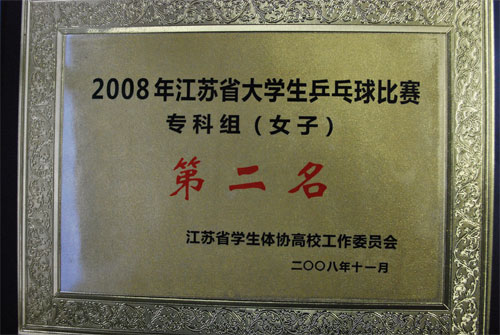 2008年江苏省大学生乒乓球比赛
专科组（女子）
第二名
江苏省学生体协高校工作委员会
二〇〇八年十一月